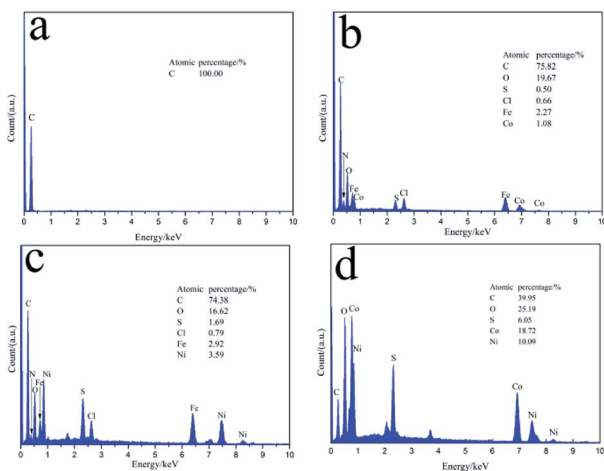 a
Atomic percentage/%
C 100.00
C
Count/(a.u.)
0 1 2 3 4 5 6 7 8 9 10
Energy/keV
b
Atomic percentage/%
C 75.82
O 19.67
S 0.50
Cl 0.66
Fe 2.27
Co 1.08
C
N
O
Fe
Co
S
Cl
Fe
Co
Co
Count/(a.u.)
0 1 2 3 4 5 6 7 8 9 10
Energy/keV
c
Atomic percentage/%
C 74.38
O 16.62
S 1.69
Cl 0.79
Fe 2.92
Ni 3.59
C
N
O
Fe
Ni
S
Cl
Fe
Ni
Ni
Count/(a.u.)
0 1 2 3 4 5 6 7 8 9 10
Energy/keV
d
Atomic percentage/%
C 39.95
O 25.19
S 6.05
Co 18.72
Ni 10.09
C
O
Co
Ni
S
Co
Ni
Ni
Count/(a.u.)
0 1 2 3 4 5 6 7 8 9 10
Energy/keV